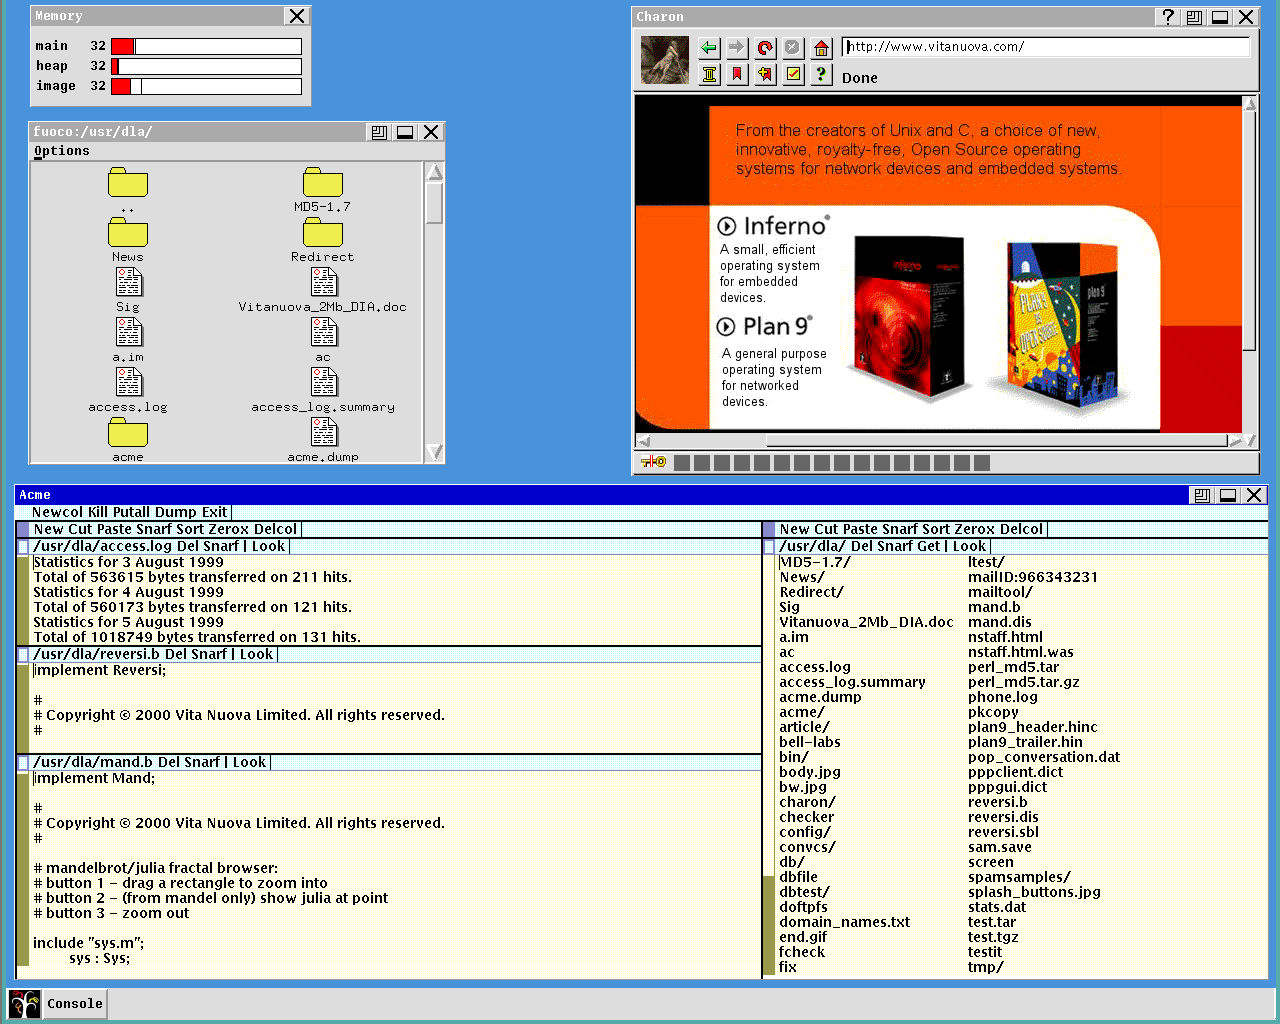 Memory
main 32
heap 32
image 32
fuoco:/usr/dla/
Options
.. MD5-1.7
News Redirect
Sig Vitanuova_2Mb_DIA.doc
a.im ac
access.log access_log.summary
acme acme.dump
Charon
http://www.vitanuova.com/
Done
From the creators of Unix and C, a choice of new,
innovative, royalty-free, Open Source operating
systems for network devices and embedded systems.
Inferno
A small, efficient
operating system
for embedded
devices.
Plan 9
A general purpose
operating system
for networked
devices.
inferno
plan 9
PLAN 9
IS
OPEN SOURCE
Acme
Newcol Kill Putall Dump Exit
New Cut Paste Snarf Sort Zerox Delcol
/usr/dla/access.log Del Snarf | Look
Statistics for 3 August 1999
Total of 563615 bytes transferred on 211 hits.
Statistics for 4 August 1999
Total of 560173 bytes transferred on 121 hits.
Statistics for 5 August 1999
Total of 1018749 bytes transferred on 131 hits.
/usr/dla/reversi.b Del Snarf | Look
implement Reversi;
#
# Copyright © 2000 Vita Nuova Limited. All rights reserved.
#
/usr/dla/mand.b Del Snarf | Look
implement Mand;
#
# Copyright © 2000 Vita Nuova Limited. All rights reserved.
#
# mandelbrot/julia fractal browser:
# button 1 - drag a rectangle to zoom into
# button 2 - (from mandel only) show julia at point
# button 3 - zoom out
include "sys.m";
sys : Sys;
New Cut Paste Snarf Sort Zerox Delcol
/usr/dla/ Del Snarf Get | Look
MD5-1.7/ ltest/
News/ mailID:966343231
Redirect/ mailtool/
Sig mand.b
Vitanuova_2Mb_DIA.doc mand.dis
a.im nstaff.html
ac nstaff.html.was
access.log perl_md5.tar
access_log.summary perl_md5.tar.gz
acme.dump phone.log
acme/ pkcopy
article/ plan9_header.hinc
bell-labs plan9_trailer.hin
bin/ pop_conversation.dat
body.jpg pppclient.dict
bw.jpg pppgui.dict
charon/ reversi.b
checker reversi.dis
config/ reversi.sbl
convcs/ sam.save
db/ screen
dbfile spamsamples/
dbtest/ splash_buttons.jpg
doftpfs stats.dat
domain_names.txt test.tar
end.gif test.tgz
fcheck testit
fix tmp/
Console